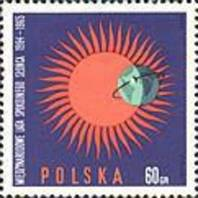 MIĘDZYNARODOWE LATA SPOKOJNEGO SŁOŃCA 1964-1965
POLSKA
60 GR